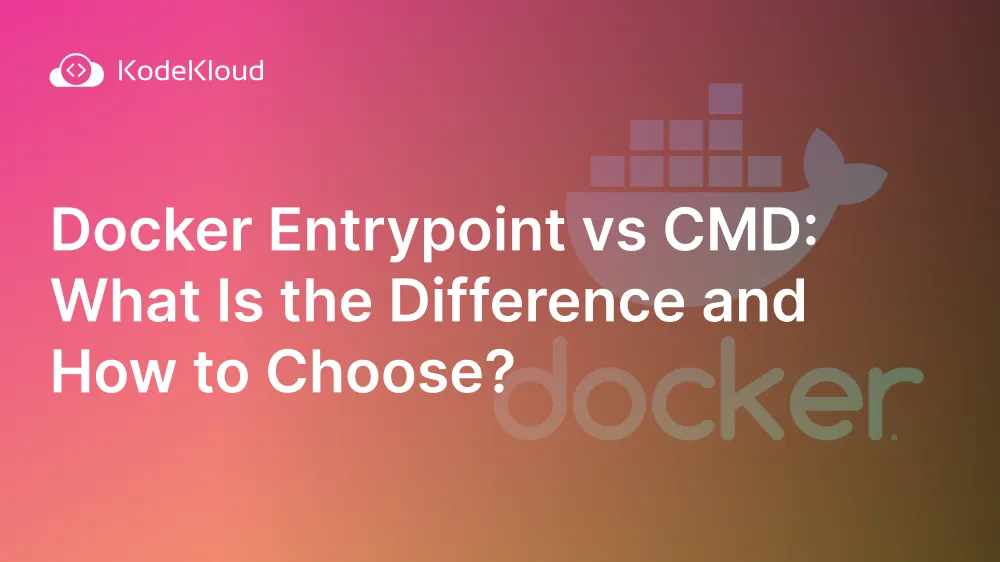 KodeKloud
Docker Entrypoint vs CMD:
What Is the Difference and
How to Choose?
docker